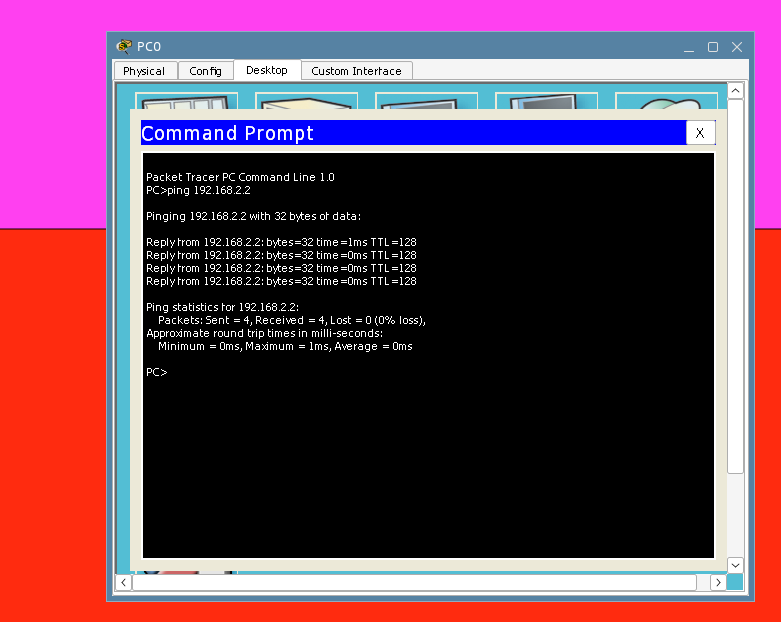 PC0
Physical Config Desktop Custom Interface
Command Prompt X
Packet Tracer PC Command Line 1.0
PC>ping 192.168.2.2
Pinging 192.168.2.2 with 32 bytes of data:
Reply from 192.168.2.2: bytes=32 time=1ms TTL=128
Reply from 192.168.2.2: bytes=32 time=0ms TTL=128
Reply from 192.168.2.2: bytes=32 time=0ms TTL=128
Reply from 192.168.2.2: bytes=32 time=0ms TTL=128
Ping statistics for 192.168.2.2:
Packets: Sent = 4, Received = 4, Lost = 0 (0% loss),
Approximate round trip times in milli-seconds:
Minimum = 0ms, Maximum = 1ms, Average = 0ms
PC>